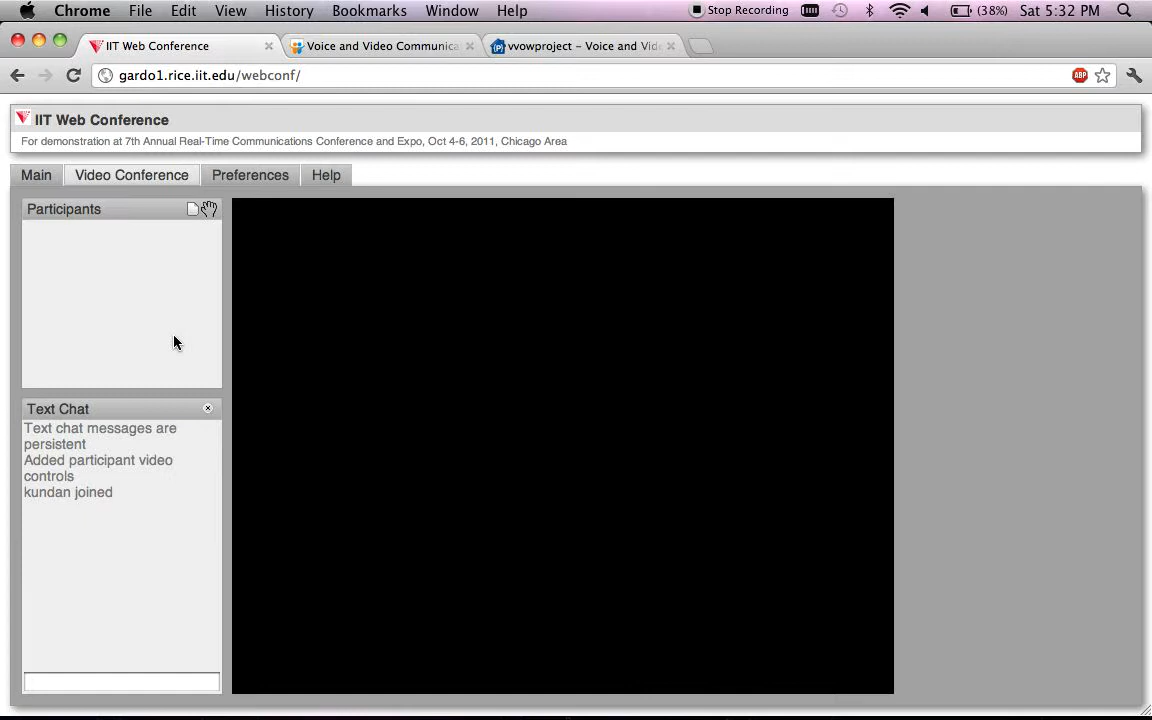 Chrome File Edit View History Bookmarks Window Help Stop Recording (38%) Sat 5:32 PM
IIT Web Conference Voice and Video Communica vvowproject – Voice and Vide
gardo1.rice.iit.edu/webconf/ ABP
IIT Web Conference
For demonstration at 7th Annual Real-Time Communications Conference and Expo, Oct 4-6, 2011, Chicago Area
Main Video Conference Preferences Help
Participants
Text Chat
Text chat messages are
persistent
Added participant video
controls
kundan joined